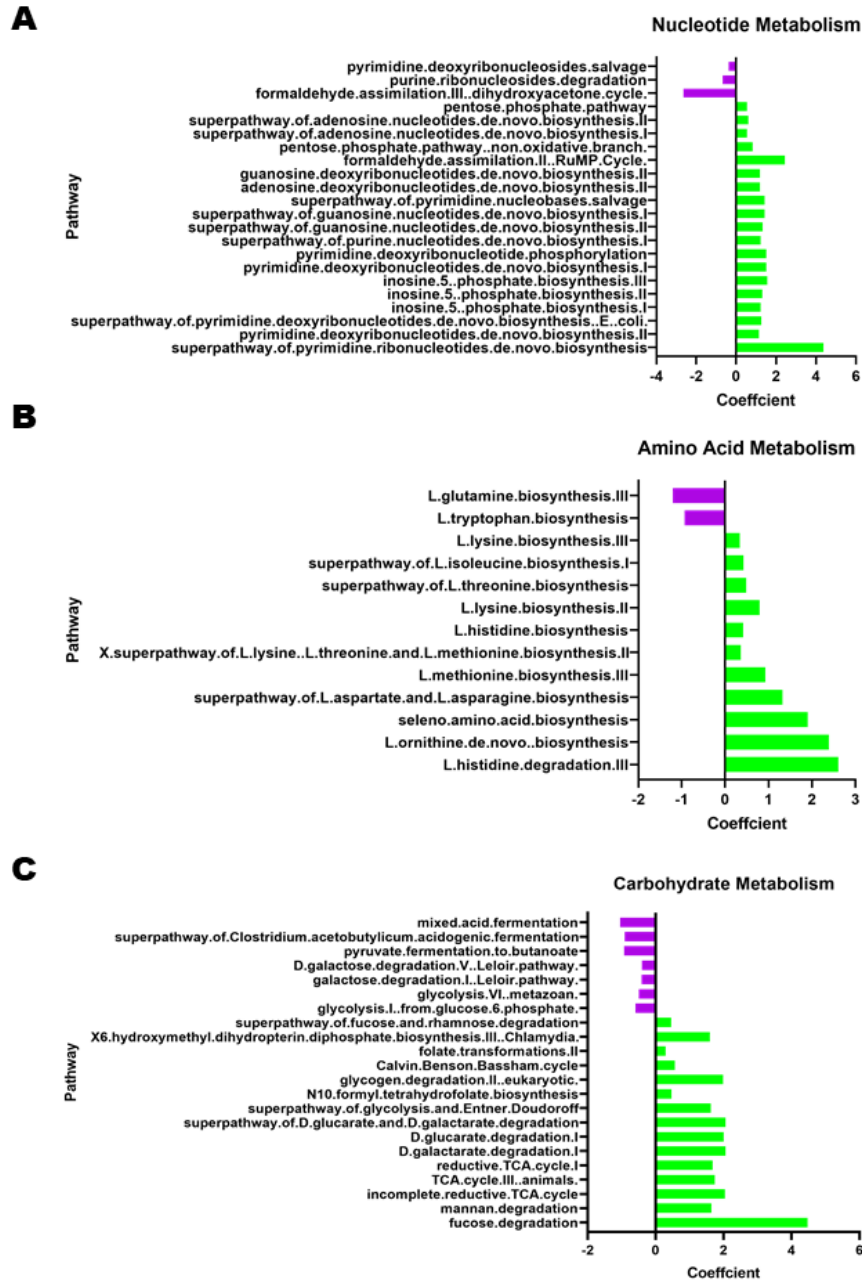 A
Nucleotide Metabolism
pyrimidine.deoxyribonucleosides.salvage
purine.ribonucleosides.degradation
formaldehyde.assimilation.III..dihydroxyacetone.cycle.
pentose.phosphate.pathway
superpathway.of.adenosine.nucleotides.de.novo.biosynthesis.II
superpathway.of.adenosine.nucleotides.de.novo.biosynthesis.I
pentose.phosphate.pathway..non.oxidative.branch.
formaldehyde.assimilation.II..RuMP.Cycle.
guanosine.deoxyribonucleotides.de.novo.biosynthesis.II
adenosine.deoxyribonucleotides.de.novo.biosynthesis.II
superpathway.of.pyrimidine.nucleobases.salvage
superpathway.of.guanosine.nucleotides.de.novo.biosynthesis.I
superpathway.of.guanosine.nucleotides.de.novo.biosynthesis.II
superpathway.of.purine.nucleotides.de.novo.biosynthesis.I
pyrimidine.deoxyribonucleotide.phosphorylation
pyrimidine.deoxyribonucleotides.de.novo.biosynthesis.I
inosine.5..phosphate.biosynthesis.III
inosine.5..phosphate.biosynthesis.II
inosine.5..phosphate.biosynthesis.I
superpathway.of.pyrimidine.deoxyribonucleotides.de.novo.biosynthesis..E..coli.
pyrimidine.deoxyribonucleotides.de.novo.biosynthesis.II
superpathway.of.pyrimidine.ribonucleotides.de.novo.biosynthesis
Pathway
-4 -2 0 2 4 6
Coeffcient
B
Amino Acid Metabolism
L.glutamine.biosynthesis.III
L.tryptophan.biosynthesis
L.lysine.biosynthesis.III
superpathway.of.L.isoleucine.biosynthesis.I
superpathway.of.L.threonine.biosynthesis
L.lysine.biosynthesis.II
L.histidine.biosynthesis
X.superpathway.of.L.lysine..L.threonine.and.L.methionine.biosynthesis.II
L.methionine.biosynthesis.III
superpathway.of.L.aspartate.and.L.asparagine.biosynthesis
seleno.amino.acid.biosynthesis
L.ornithine.de.novo..biosynthesis
L.histidine.degradation.III
Pathway
-2 -1 0 1 2 3
Coeffcient
C
Carbohydrate Metabolism
mixed.acid.fermentation
superpathway.of.Clostridium.acetobutylicum.acidogenic.fermentation
pyruvate.fermentation.to.butanoate
D.galactose.degradation.V..Leloir.pathway.
galactose.degradation.I..Leloir.pathway.
glycolysis.VI..metazoan.
glycolysis.I..from.glucose.6.phosphate.
superpathway.of.fucose.and.rhamnose.degradation
X6.hydroxymethyl.dihydropterin.diphosphate.biosynthesis.III..Chlamydia.
folate.transformations.II
Calvin.Benson.Bassham.cycle
glycogen.degradation.II..eukaryotic.
N10.formyl.tetrahydrofolate.biosynthesis
superpathway.of.glycolysis.and.Entner.Doudoroff
superpathway.of.D.glucarate.and.D.galactarate.degradation
D.glucarate.degradation.I
D.galactarate.degradation.I
reductive.TCA.cycle.I
TCA.cycle.III..animals.
incomplete.reductive.TCA.cycle
mannan.degradation
fucose.degradation
Pathway
-2 0 2 4 6
Coeffcient